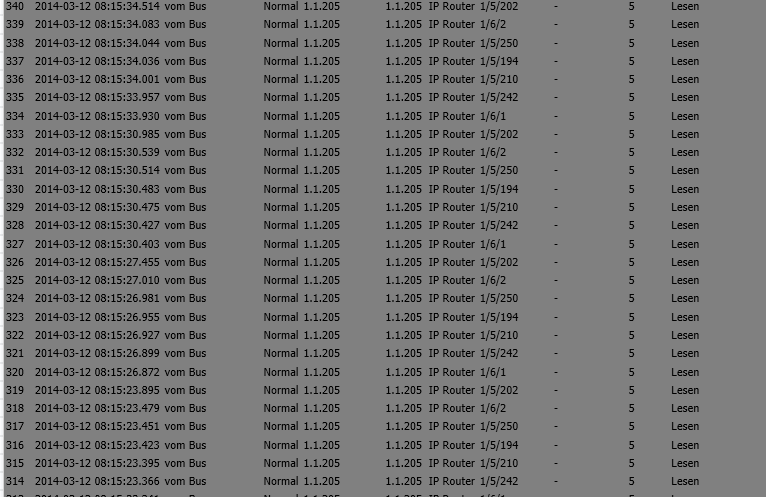 340 2014-03-12 08:15:34.514 vom Bus Normal 1.1.205 1.1.205 IP Router 1/5/202 - 5 Lesen
339 2014-03-12 08:15:34.083 vom Bus Normal 1.1.205 1.1.205 IP Router 1/6/2 - 5 Lesen
338 2014-03-12 08:15:34.044 vom Bus Normal 1.1.205 1.1.205 IP Router 1/5/250 - 5 Lesen
337 2014-03-12 08:15:34.036 vom Bus Normal 1.1.205 1.1.205 IP Router 1/5/194 - 5 Lesen
336 2014-03-12 08:15:34.001 vom Bus Normal 1.1.205 1.1.205 IP Router 1/5/210 - 5 Lesen
335 2014-03-12 08:15:33.957 vom Bus Normal 1.1.205 1.1.205 IP Router 1/5/242 - 5 Lesen
334 2014-03-12 08:15:33.930 vom Bus Normal 1.1.205 1.1.205 IP Router 1/6/1 - 5 Lesen
333 2014-03-12 08:15:30.985 vom Bus Normal 1.1.205 1.1.205 IP Router 1/5/202 - 5 Lesen
332 2014-03-12 08:15:30.539 vom Bus Normal 1.1.205 1.1.205 IP Router 1/6/2 - 5 Lesen
331 2014-03-12 08:15:30.514 vom Bus Normal 1.1.205 1.1.205 IP Router 1/5/250 - 5 Lesen
330 2014-03-12 08:15:30.483 vom Bus Normal 1.1.205 1.1.205 IP Router 1/5/194 - 5 Lesen
329 2014-03-12 08:15:30.475 vom Bus Normal 1.1.205 1.1.205 IP Router 1/5/210 - 5 Lesen
328 2014-03-12 08:15:30.427 vom Bus Normal 1.1.205 1.1.205 IP Router 1/5/242 - 5 Lesen
327 2014-03-12 08:15:30.403 vom Bus Normal 1.1.205 1.1.205 IP Router 1/6/1 - 5 Lesen
326 2014-03-12 08:15:27.455 vom Bus Normal 1.1.205 1.1.205 IP Router 1/5/202 - 5 Lesen
325 2014-03-12 08:15:27.010 vom Bus Normal 1.1.205 1.1.205 IP Router 1/6/2 - 5 Lesen
324 2014-03-12 08:15:26.981 vom Bus Normal 1.1.205 1.1.205 IP Router 1/5/250 - 5 Lesen
323 2014-03-12 08:15:26.955 vom Bus Normal 1.1.205 1.1.205 IP Router 1/5/194 - 5 Lesen
322 2014-03-12 08:15:26.927 vom Bus Normal 1.1.205 1.1.205 IP Router 1/5/210 - 5 Lesen
321 2014-03-12 08:15:26.899 vom Bus Normal 1.1.205 1.1.205 IP Router 1/5/242 - 5 Lesen
320 2014-03-12 08:15:26.872 vom Bus Normal 1.1.205 1.1.205 IP Router 1/6/1 - 5 Lesen
319 2014-03-12 08:15:23.895 vom Bus Normal 1.1.205 1.1.205 IP Router 1/5/202 - 5 Lesen
318 2014-03-12 08:15:23.479 vom Bus Normal 1.1.205 1.1.205 IP Router 1/6/2 - 5 Lesen
317 2014-03-12 08:15:23.451 vom Bus Normal 1.1.205 1.1.205 IP Router 1/5/250 - 5 Lesen
316 2014-03-12 08:15:23.423 vom Bus Normal 1.1.205 1.1.205 IP Router 1/5/194 - 5 Lesen
315 2014-03-12 08:15:23.395 vom Bus Normal 1.1.205 1.1.205 IP Router 1/5/210 - 5 Lesen
314 2014-03-12 08:15:23.366 vom Bus Normal 1.1.205 1.1.205 IP Router 1/5/242 - 5 Lesen